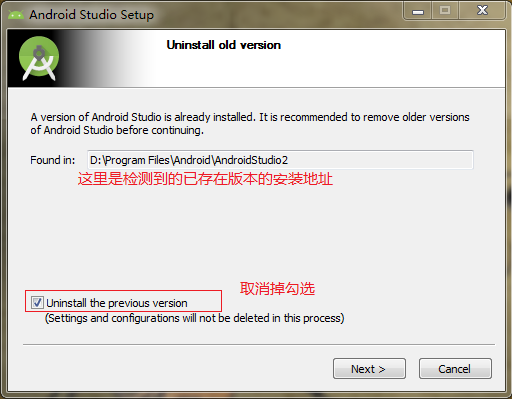 Android Studio Setup
Uninstall old version
A version of Android Studio is already installed. It is recommended to remove older versions
of Android Studio before continuing.
Found in: D:\Program Files\Android\AndroidStudio2
这里是检测到的已存在版本的安装地址
取消掉勾选
Uninstall the previous version
(Settings and configurations will not be deleted in this process)
Next > Cancel